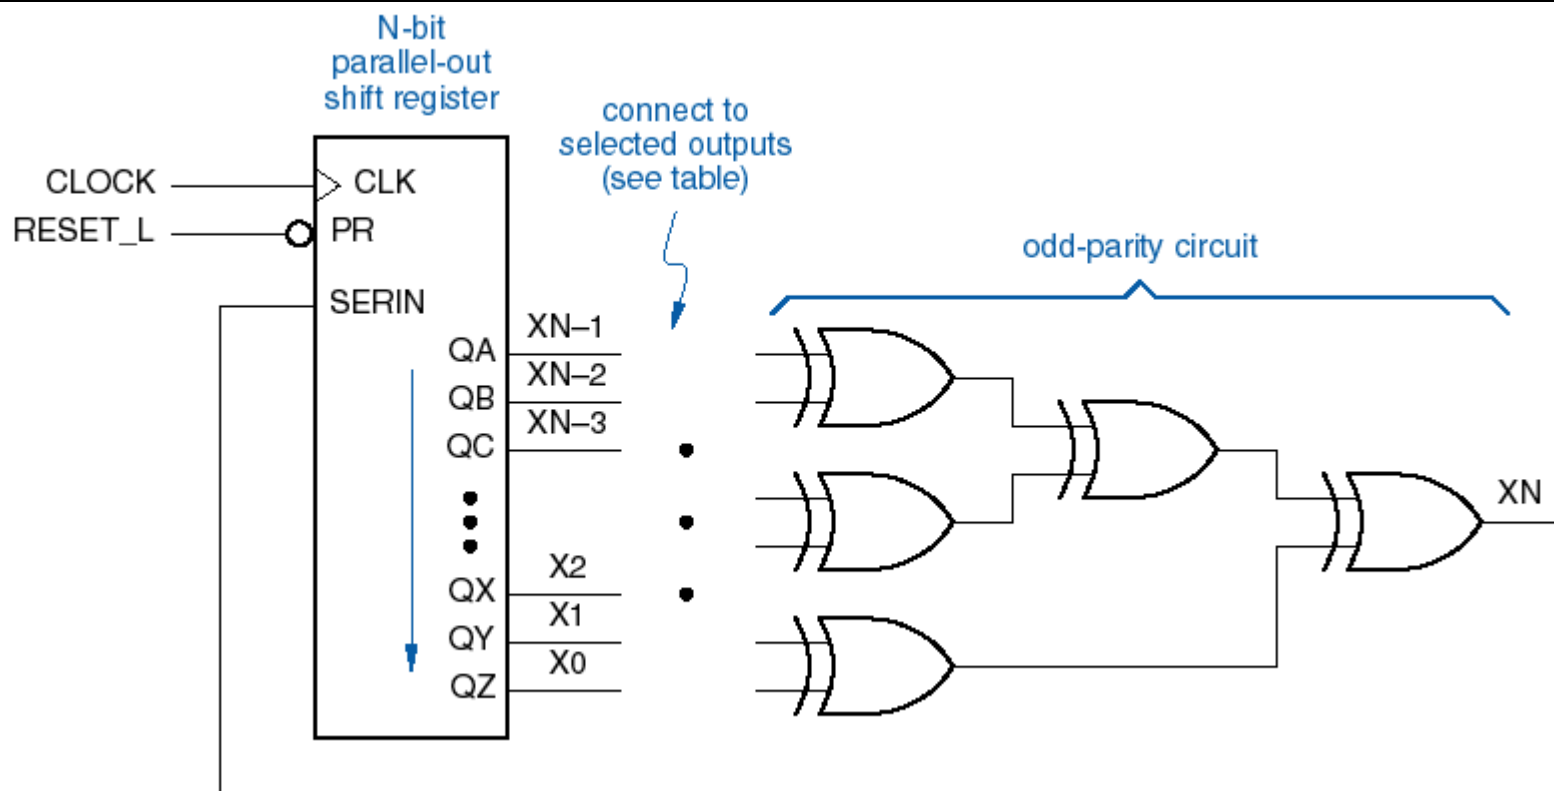 N-bit
parallel-out
shift register
connect to
selected outputs
(see table)
odd-parity circuit
CLOCK
CLK
RESET_L
PR
SERIN
QA
XN–1
QB
XN–2
QC
XN–3
QX
X2
QY
X1
QZ
X0
XN